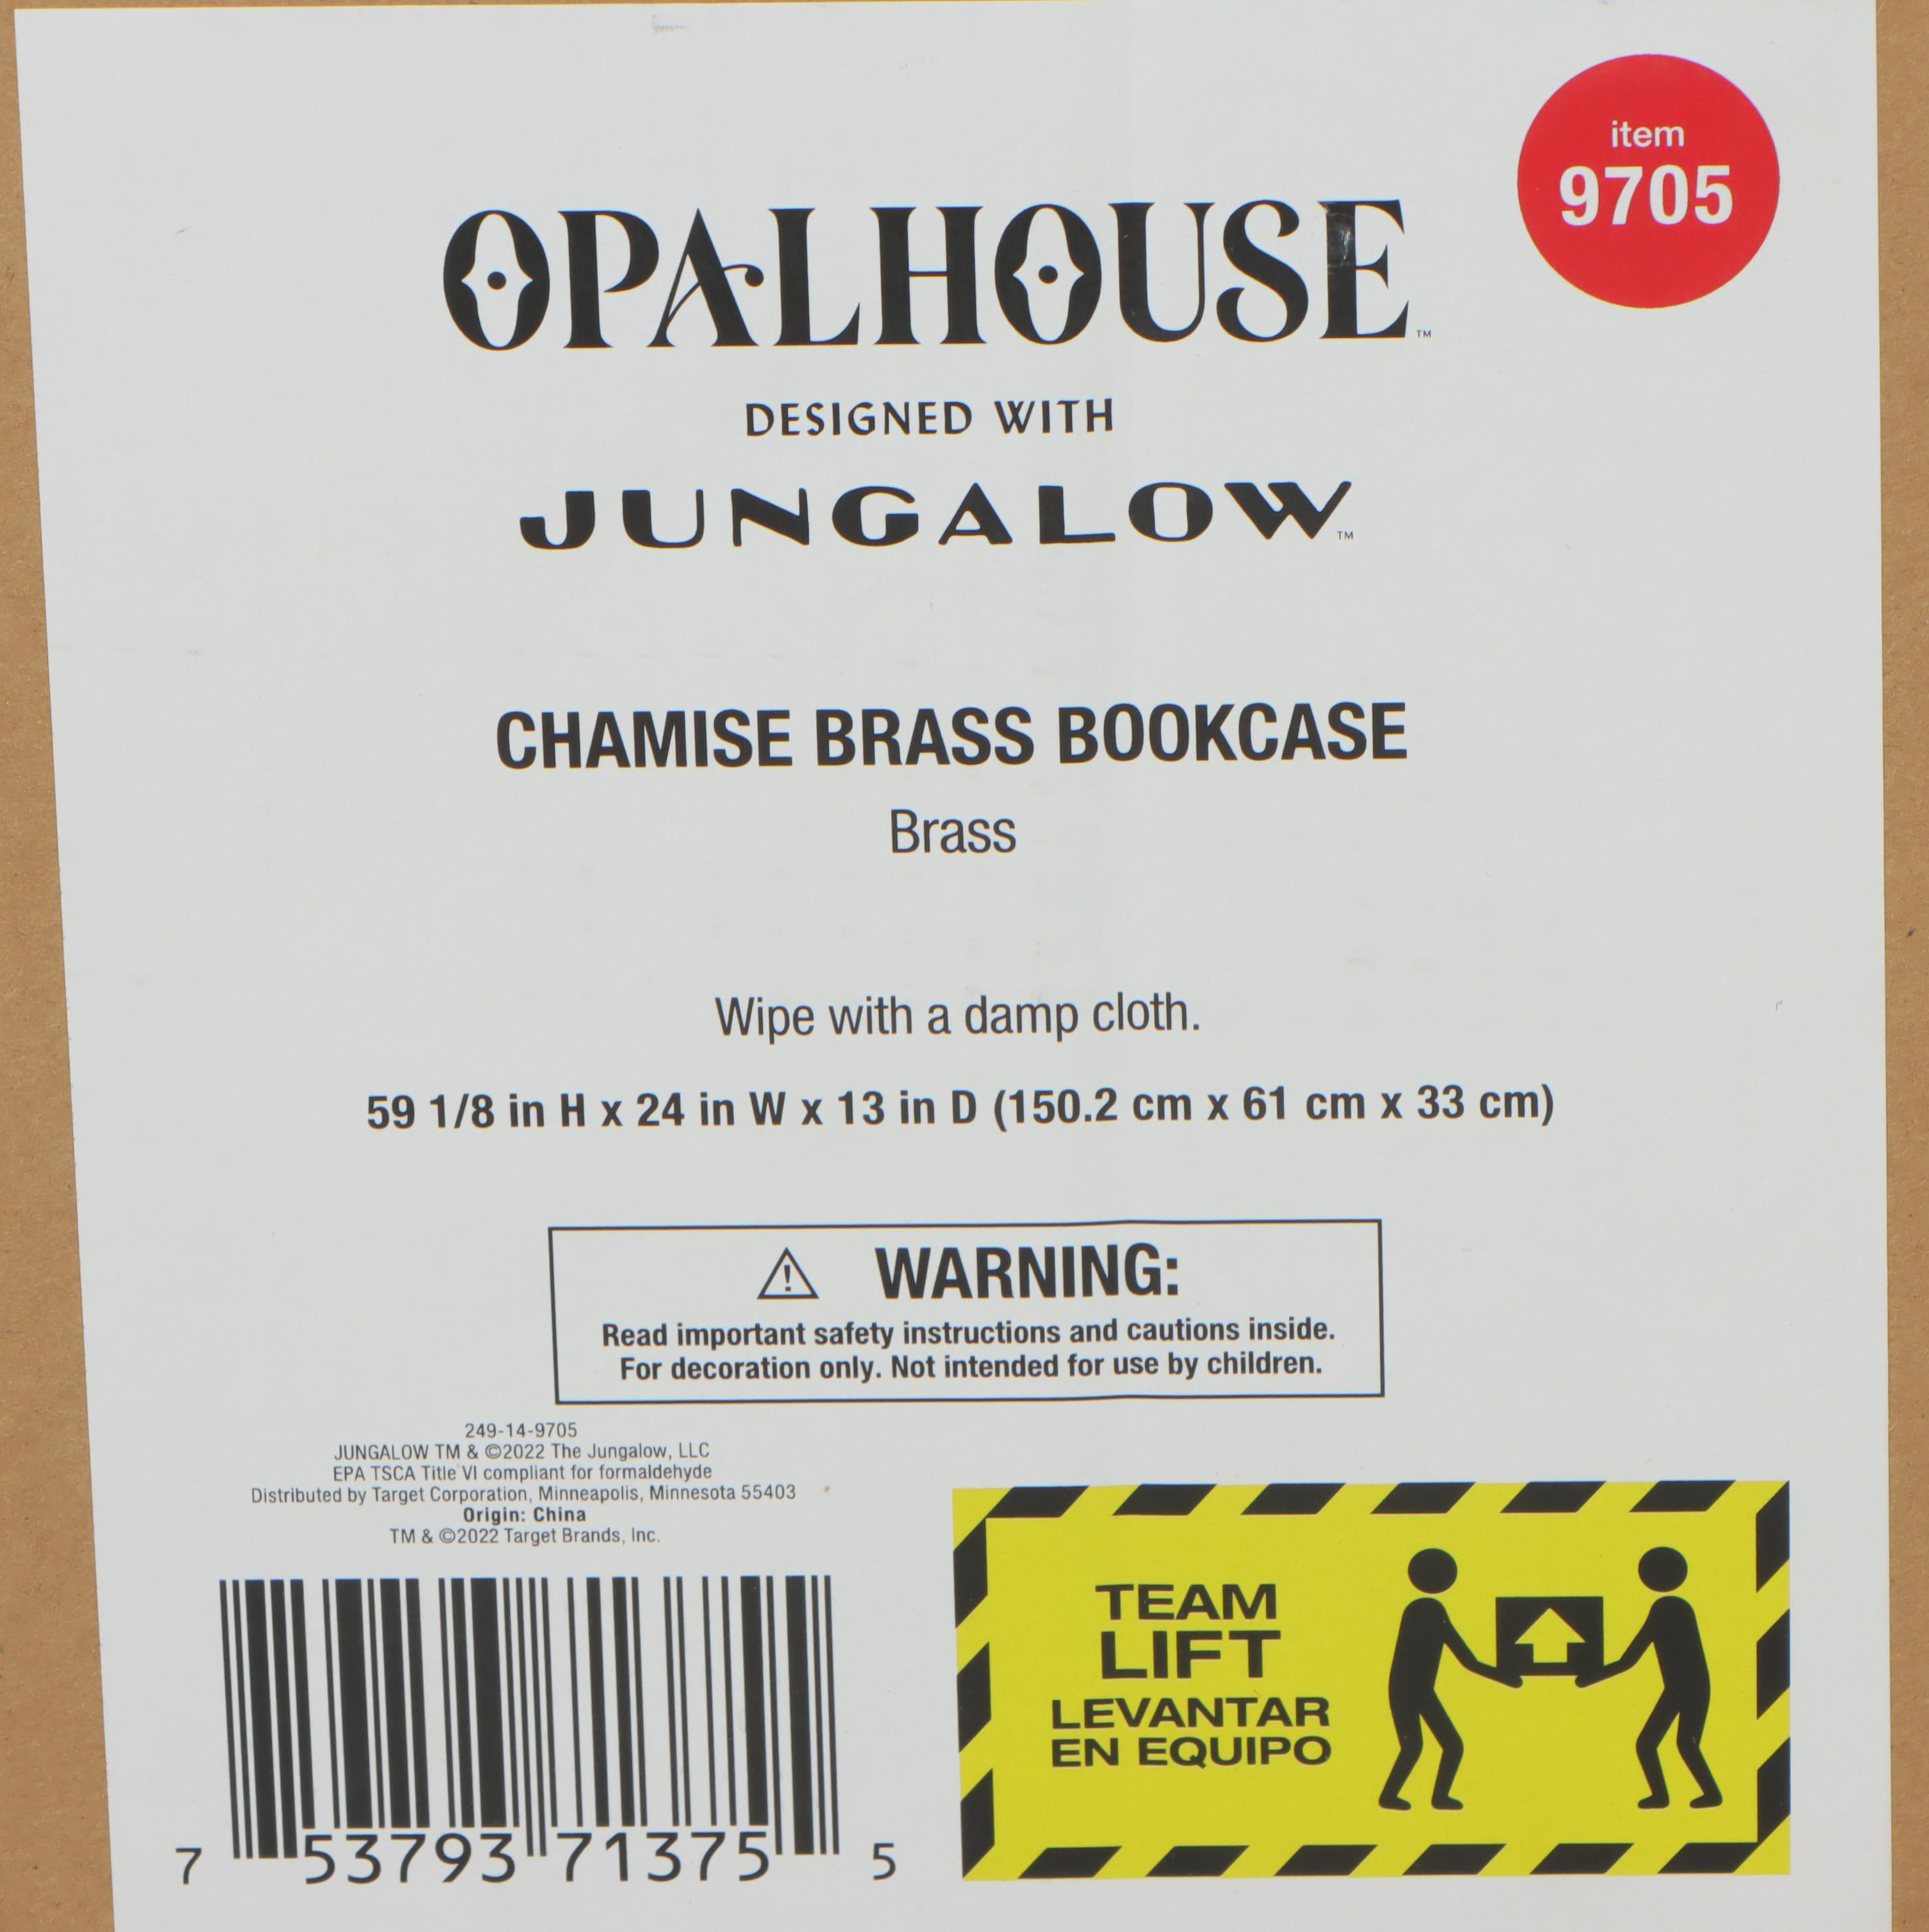 item
9705
OPALHOUSE™
DESIGNED WITH
JUNGALOW™
CHAMISE BRASS BOOKCASE
Brass
Wipe with a damp cloth.
59 1/8 in H x 24 in W x 13 in D (150.2 cm x 61 cm x 33 cm)
⚠ WARNING:
Read important safety instructions and cautions inside.
For decoration only. Not intended for use by children.
249-14-9705
JUNGALOW TM & ©2022 The Jungalow, LLC
EPA TSCA Title VI compliant for formaldehyde
Distributed by Target Corporation, Minneapolis, Minnesota 55403
Origin: China
TM & ©2022 Target Brands, Inc.
7 53793 71375 5
TEAM
LIFT
LEVANTAR
EN EQUIPO